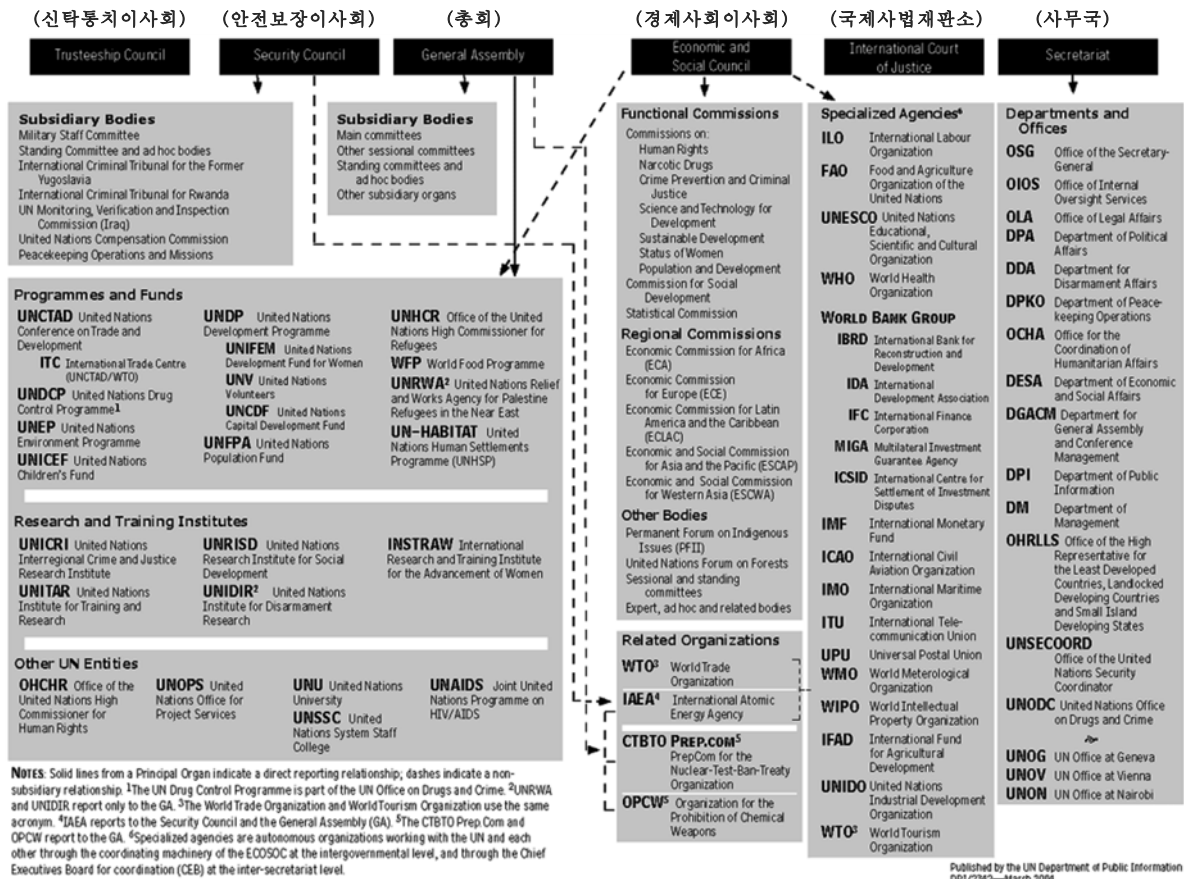 (신탁통치이사회)
(안전보장이사회)
(총회)
(경제사회이사회)
(국제사법재판소)
(사무국)
Trusteeship Council
Security Council
General Assembly
Economic and
Social Council
International Court
of Justice
Secretariat
Subsidiary Bodies
Military Staff Committee
Standing Committee and ad hoc bodies
International Criminal Tribunal for the Former
Yugoslavia
International Criminal Tribunal for Rwanda
UN Monitoring, Verification and Inspection
Commission (Iraq)
United Nations Compensation Commission
Peacekeeping Operations and Missions
Subsidiary Bodies
Main committees
Other sessional committees
Standing committees and
ad hoc bodies
Other subsidiary organs
Programmes and Funds
UNCTAD United Nations
Conference on Trade and
Development
ITC International Trade Centre
(UNCTAD/WTO)
UNDCP United Nations Drug
Control Programme1
UNEP United Nations
Environment Programme
UNICEF United Nations
Children's Fund
UNDP United Nations
Development Programme
UNIFEM United Nations
Development Fund for Women
UNV United Nations
Volunteers
UNCDF United Nations
Capital Development Fund
UNFPA United Nations
Population Fund
UNHCR Office of the United
Nations High Commissioner for
Refugees
WFP World Food Programme
UNRWA2 United Nations Relief
and Works Agency for Palestine
Refugees in the Near East
UN-HABITAT United
Nations Human Settlements
Programme (UNHSP)
Research and Training Institutes
UNICRI United Nations
Interregional Crime and Justice
Research Institute
UNITAR United Nations
Institute for Training and
Research
UNRISD United Nations
Research Institute for Social
Development
UNIDIR2 United Nations
Institute for Disarmament
Research
INSTRAW International
Research and Training Institute
for the Advancement of Women
Other UN Entities
OHCHR Office of the
United Nations High
Commissioner for
Human Rights
UNOPS United
Nations Office for
Project Services
UNU United Nations
University
UNSSC United
Nations System Staff
College
UNAIDS Joint United
Nations Programme on
HIV/AIDS
Functional Commissions
Commissions on:
Human Rights
Narcotic Drugs
Crime Prevention and Criminal
Justice
Science and Technology for
Development
Sustainable Development
Status of Women
Population and Development
Commission for Social
Development
Statistical Commission
Regional Commissions
Economic Commission for Africa
(ECA)
Economic Commission
for Europe (ECE)
Economic Commission for Latin
America and the Caribbean
(ECLAC)
Economic and Social Commission
for Asia and the Pacific (ESCAP)
Economic and Social Commission
for Western Asia (ESCWA)
Other Bodies
Permanent Forum on Indigenous
Issues (PFII)
United Nations Forum on Forests
Sessional and standing
committees
Expert, ad hoc and related bodies
Related Organizations
WTO3 World Trade
Organization
IAEA4 International Atomic
Energy Agency
CTBTO PREP.COM5
PrepCom for the
Nuclear-Test-Ban-Treaty
Organization
OPCW5 Organization for the
Prohibition of Chemical
Weapons
Specialized Agencies6
ILO International Labour
Organization
FAO Food and Agriculture
Organization of the
United Nations
UNESCO United Nations
Educational,
Scientific and Cultural
Organization
WHO World Health
Organization
WORLD BANK GROUP
IBRD International Bank for
Reconstruction and
Development
IDA International
Development Association
IFC International Finance
Corporation
MIGA Multilateral Investment
Guarantee Agency
ICSID International Centre for
Settlement of Investment
Disputes
IMF International Monetary
Fund
ICAO International Civil
Aviation Organization
IMO International Maritime
Organization
ITU International Tele-
communication Union
UPU Universal Postal Union
WMO World Meterological
Organization
WIPO World Intellectual
Property Organization
IFAD International Fund
for Agricultural
Development
UNIDO United Nations
Industrial Development
Organization
WTO3 World Tourism
Organization
Departments and
Offices
OSG Office of the Secretary-
General
OIOS Office of Internal
Oversight Services
OLA Office of Legal Affairs
DPA Department of Political
Affairs
DDA Department for
Disarmament Affairs
DPKO Department of Peace-
keeping Operations
OCHA Office for the
Coordination of
Humanitarian Affairs
DESA Department of Economic
and Social Affairs
DGACM Department for
General Assembly
and Conference
Management
DPI Department of Public
Information
DM Department of
Management
OHRLLS Office of the High
Representative for
the Least Developed
Countries, Landlocked
Developing Countries
and Small Island
Developing States
UNSECOORD
Office of the United
Nations Security
Coordinator
UNODC United Nations Office
on Drugs and Crime
UNOG UN Office at Geneva
UNOV UN Office at Vienna
UNON UN Office at Nairobi
NOTES: Solid lines from a Principal Organ indicate a direct reporting relationship; dashes indicate a non-
subsidiary relationship. 1The UN Drug Control Programme is part of the UN Office on Drugs and Crime. 2UNRWA
and UNIDIR report only to the GA. 3The World Trade Organization and World Tourism Organization use the same
acronym. 4IAEA reports to the Security Council and the General Assembly (GA). 5The CTBTO Prep.Com and
OPCW report to the GA. 6Specialized agencies are autonomous organizations working with the UN and each
other through the coordinating machinery of the ECOSOC at the intergovernmental level, and through the Chief
Executives Board for coordination (CEB) at the inter-secretariat level.
Published by the UN Department of Public Information